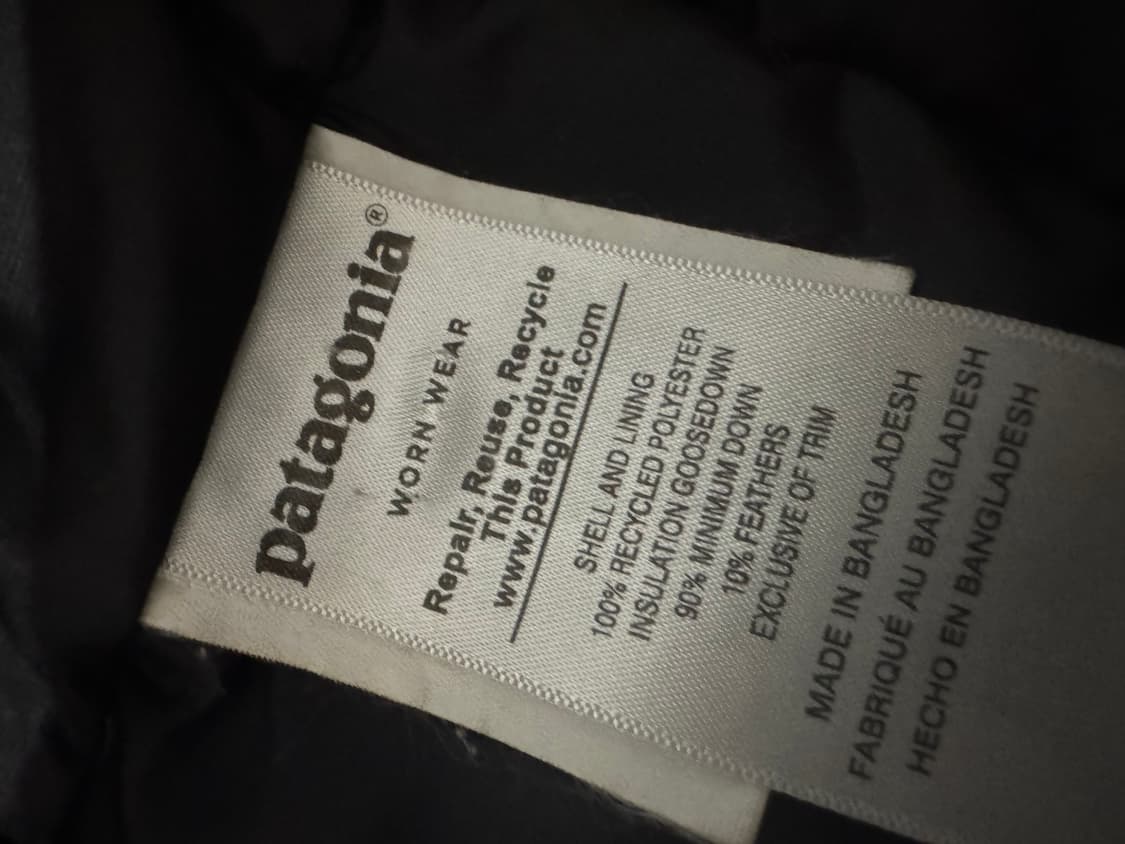 patagonia®
WORN WEAR
Repair, Reuse, Recycle
This Product
www.patagonia.com
SHELL AND LINING
100% RECYCLED POLYESTER
INSULATION GOOSEDOWN
90% MINIMUM DOWN
10% FEATHERS
EXCLUSIVE OF TRIM
MADE IN BANGLADESH
FABRIQUÉ AU BANGLADESH
HECHO EN BANGLADESH